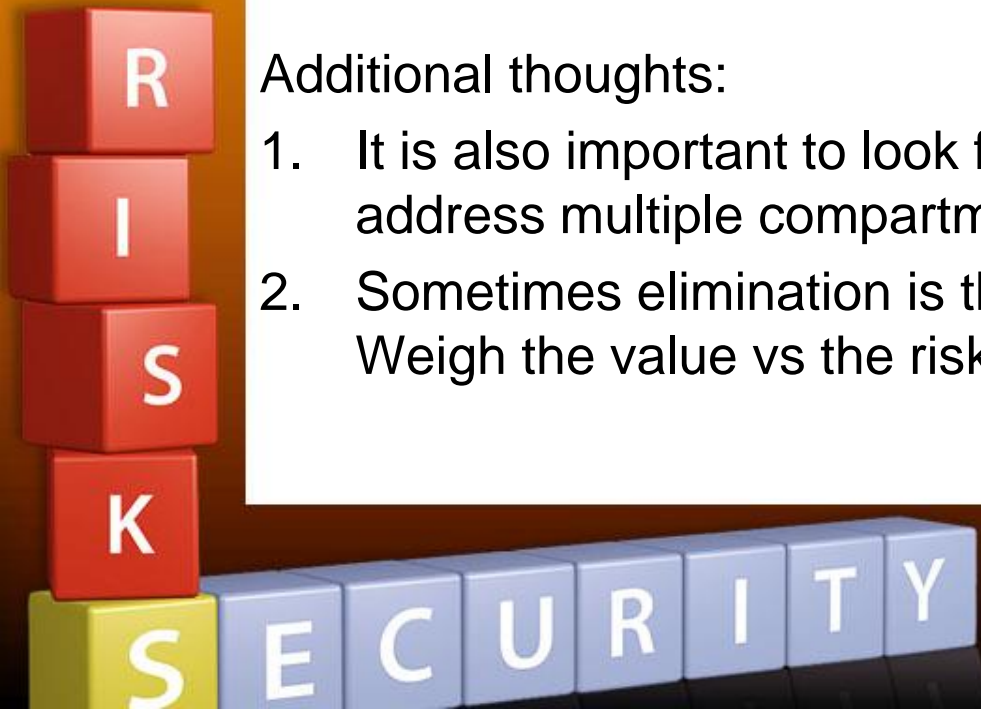 Additional thoughts:
1. It is also important to look
address multiple
2. Sometimes elimination is
Weigh the value vs the risk
RISKS
SECURITY